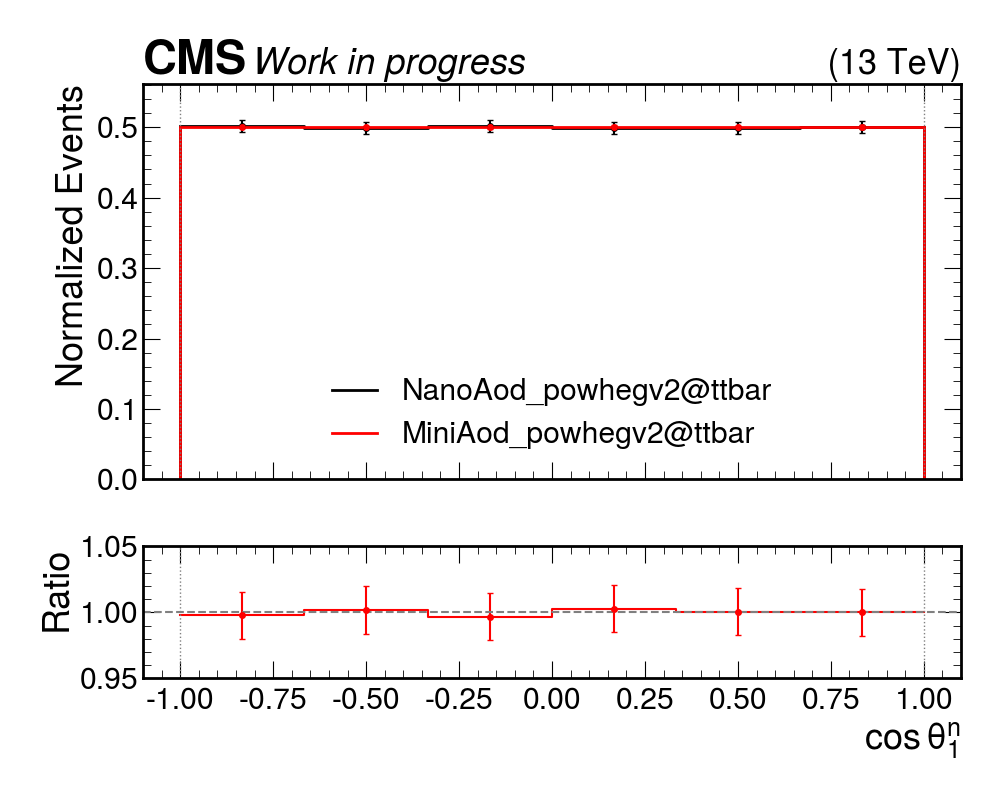 CMS Work in progress (13 TeV)
Normalized Events
0.5
0.4
0.3
0.2
0.1
0.0
NanoAod_powhegv2@ttbar
MiniAod_powhegv2@ttbar
Ratio
1.05
1.00
0.95
-1.00 -0.75 -0.50 -0.25 0.00 0.25 0.50 0.75 1.00
cos θ₁ⁿ